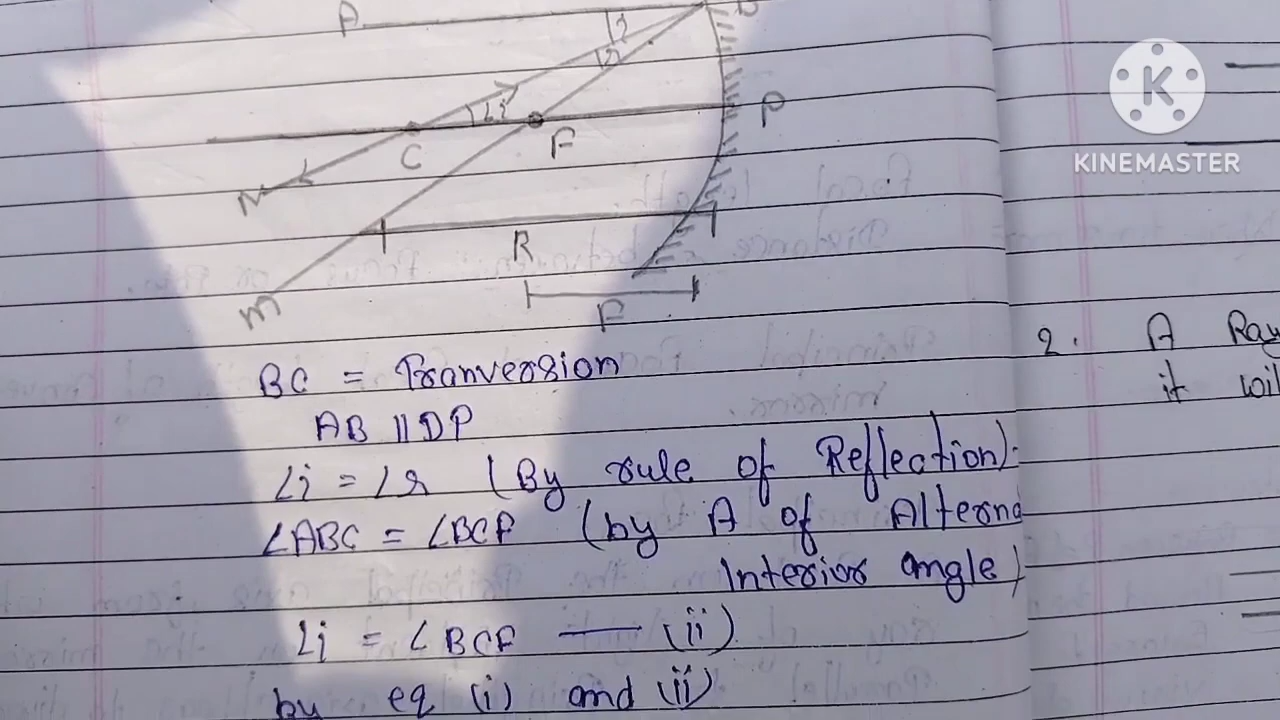 A
B
Li
C
F
P
N
R
M
F
KINEMASTER
BC = Tranversion
AB || DP
∠i = ∠r (By rule of Reflection).
∠ABC = ∠BCF (by A of Alterna
Interior angle)
∠i = ∠BCF — (ii)
by eq (i) and (ii)
2. A Ray
it wil